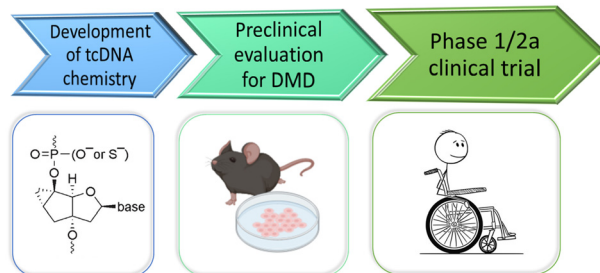 Development
of tcDNA
chemistry
Preclinical
evaluation
for DMD
Phase 1/2a
clinical trial
O=P—(O⁻or S⁻)
O
H
O
base
O